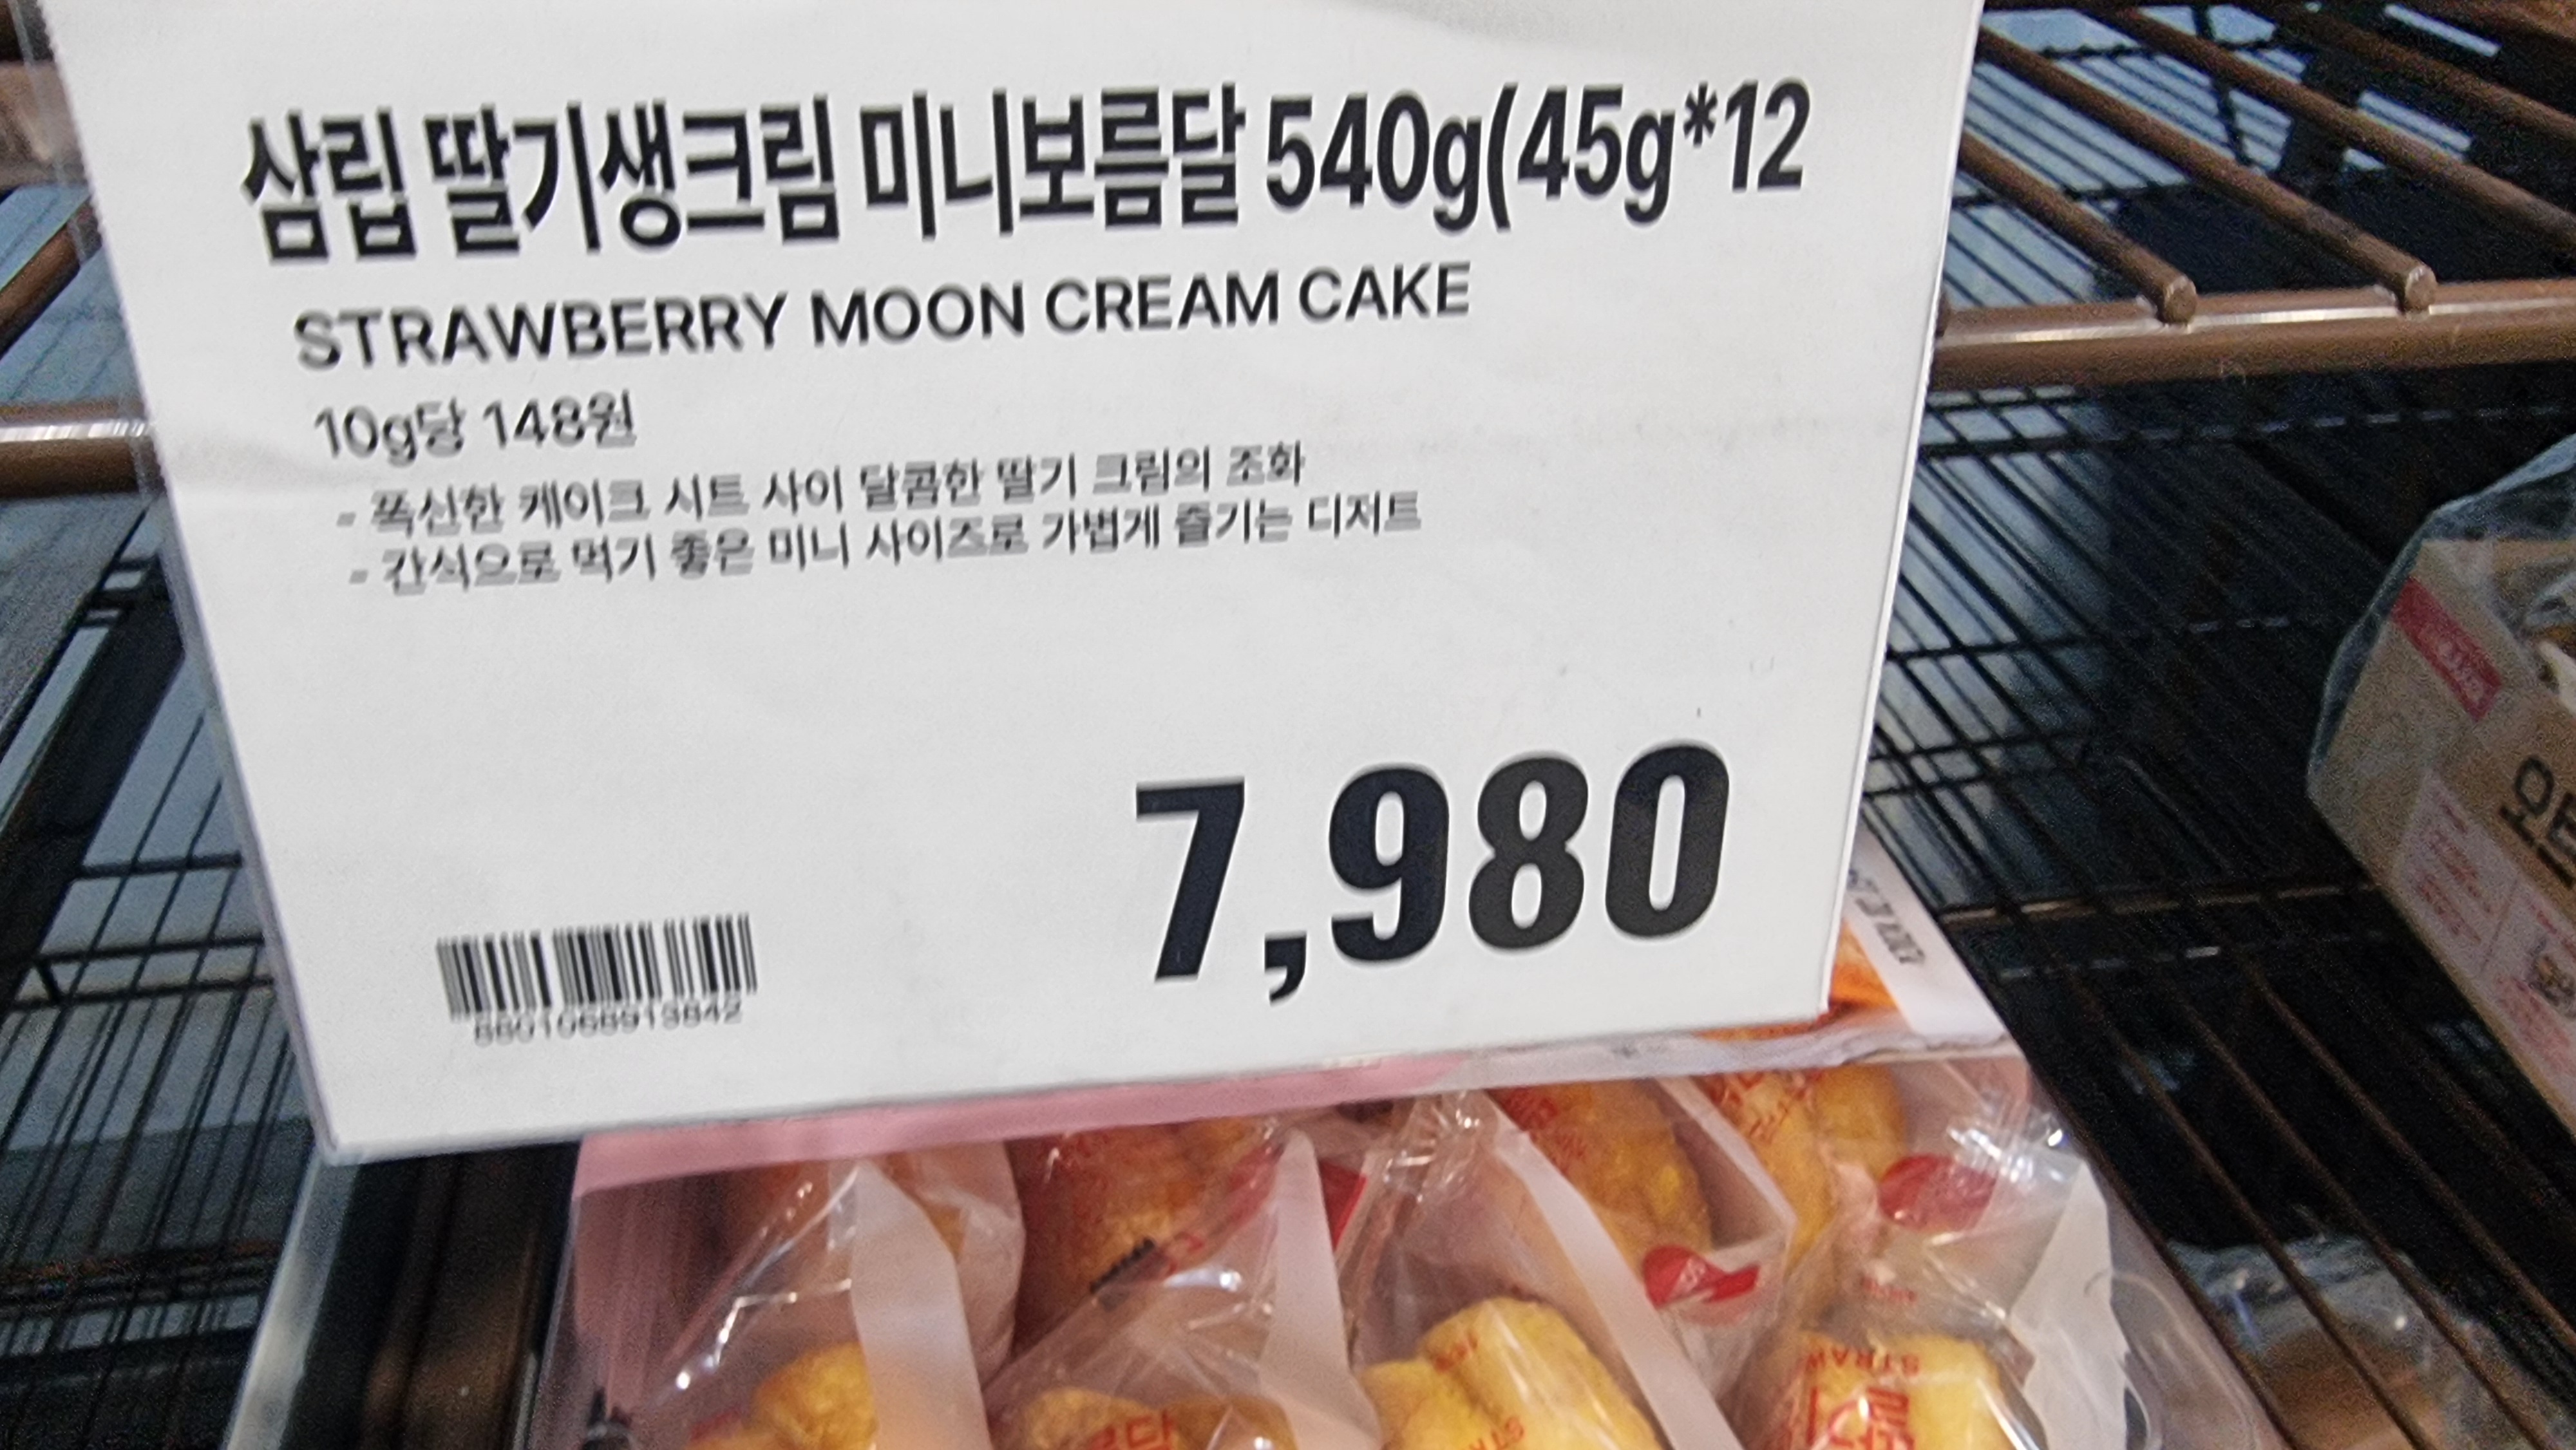 삼립 딸기생크림 미니보름달 540g(45g*12
STRAWBERRY MOON CREAM CAKE
10g당 148원
- 폭신한 케이크 시트 사이 달콤한 딸기 크림의 조화
- 간식으로 먹기 좋은 미니 사이즈로 가볍게 즐기는 디저트
7,980
8801068913842